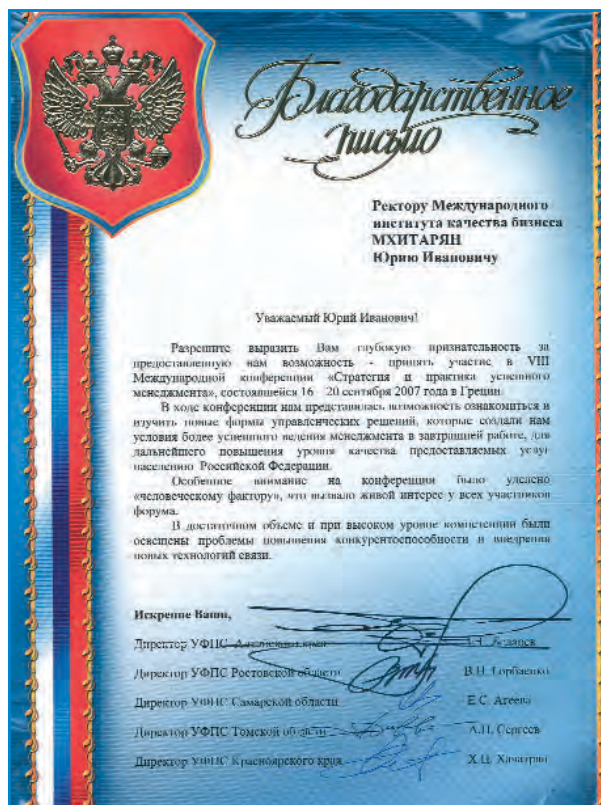 Благодарственное
письмо
Ректору Международного
института качества бизнеса
МХИТАРЯН
Юрию Ивановичу
Уважаемый Юрий Иванович!
Разрешите выразить Вам глубокую признательность за
предоставленную нам возможность - принять участие в VIII
Международной конференции «Стратегия и практика успешного
менеджмента», состоявшейся 16 – 20 сентября 2007 года в Греции.
В ходе конференции нам представилась возможность ознакомиться и
изучить новые формы управленческих решений, которые создали нам
условия более успешного ведения менеджмента в завтрашней работе, для
дальнейшего повышения уровня качества предоставляемых услуг
населению Российской Федерации.
Особенное внимание на конференции было уделено
«человеческому фактору», что вызвало живой интерес у всех участников
форума.
В достаточном объеме и при высоком уровне компетенции были
освещены проблемы повышения конкурентоспособности и внедрения
новых технологий связи.
Искренне Ваши,
Директор УФПС края
Директор УФПС Ростовской области В.Н. Горбаенко
Директор УФПС Самарской области Е.С. Агеева
Директор УФПС Томской области А.П. Сергеев
Директор УФПС Красноярского края Х.Ц. Хачатрян